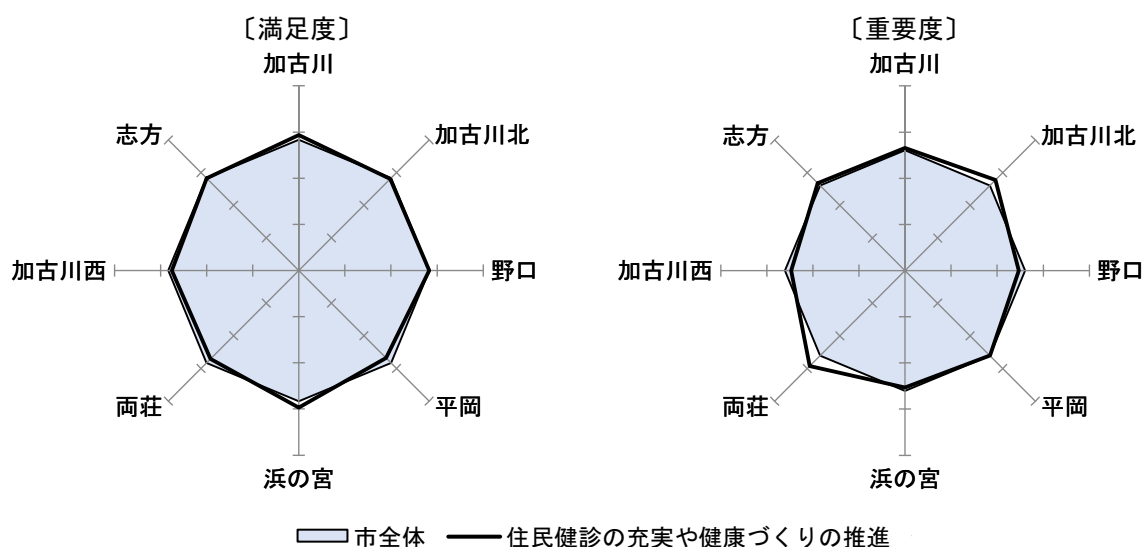 〔満足度〕
加古川
加古川北
野口
平岡
浜の宮
両荘
加古川西
志方
〔重要度〕
加古川
加古川北
野口
平岡
浜の宮
両荘
加古川西
志方
市全体
住民健診の充実や健康づくりの推進